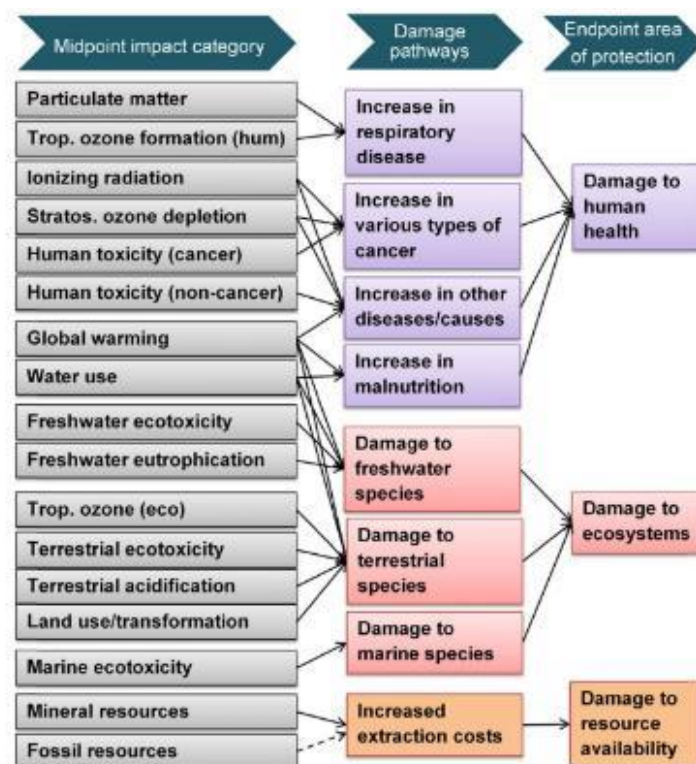 Midpoint impact category
Damage
pathways
Endpoint area
of protection
Particulate matter
Trop. ozone formation (hum)
Ionizing radiation
Stratos. ozone depletion
Human toxicity (cancer)
Human toxicity (non-cancer)
Global warming
Water use
Freshwater ecotoxicity
Freshwater eutrophication
Trop. ozone (eco)
Terrestrial ecotoxicity
Terrestrial acidification
Land use/transformation
Marine ecotoxicity
Mineral resources
Fossil resources
Increase in
respiratory
disease
Increase in
various types of
cancer
Increase in other
diseases/causes
Increase in
malnutrition
Damage to
freshwater
species
Damage to
terrestrial
species
Damage to
marine species
Increased
extraction costs
Damage to
human
health
Damage to
ecosystems
Damage to
resource
availability